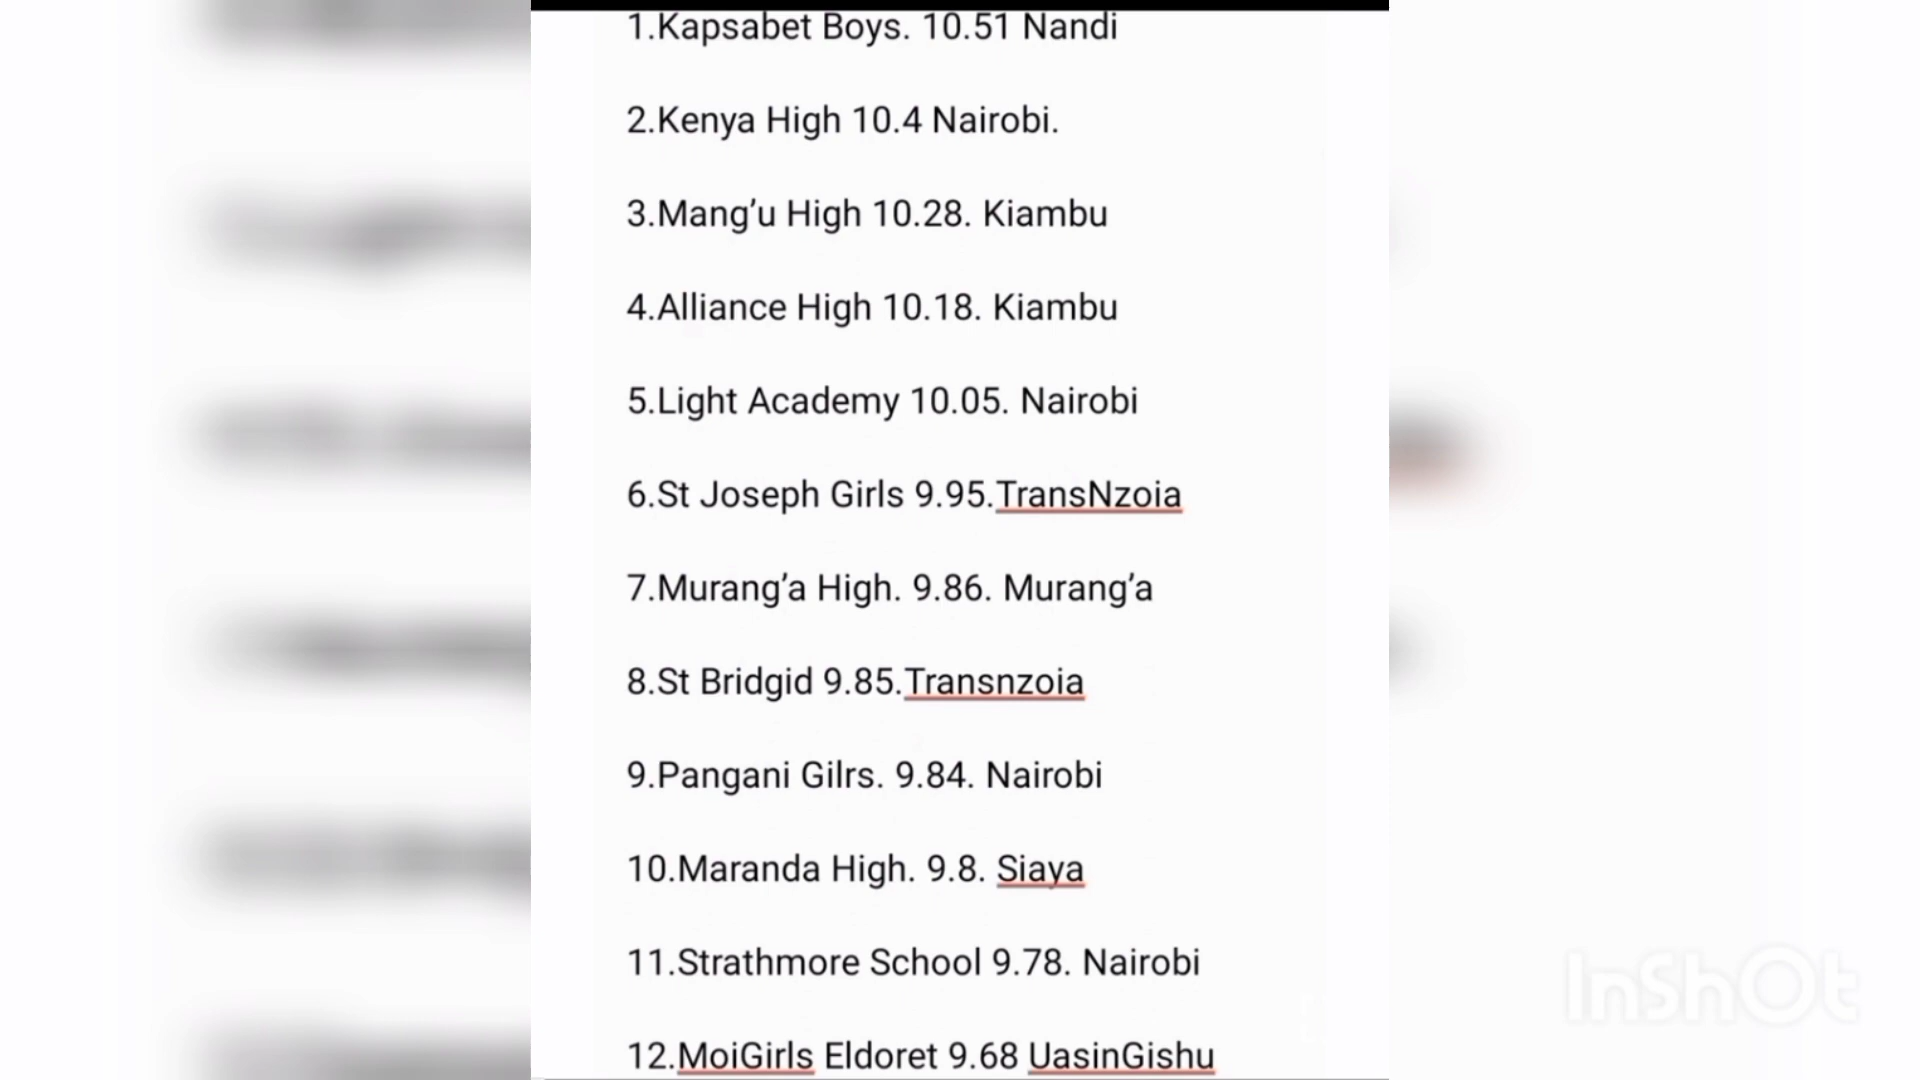 1.Kapsabet Boys. 10.51 Nandi
2.Kenya High 10.4 Nairobi.
3.Mang’u High 10.28. Kiambu
4.Alliance High 10.18. Kiambu
5.Light Academy 10.05. Nairobi
6.St Joseph Girls 9.95.TransNzoia
7.Murang’a High. 9.86. Murang’a
8.St Bridgid 9.85.Transnzoia
9.Pangani Gilrs. 9.84. Nairobi
10.Maranda High. 9.8. Siaya
11.Strathmore School 9.78. Nairobi
12.MoiGirls Eldoret 9.68 UasinGishu
InShOt